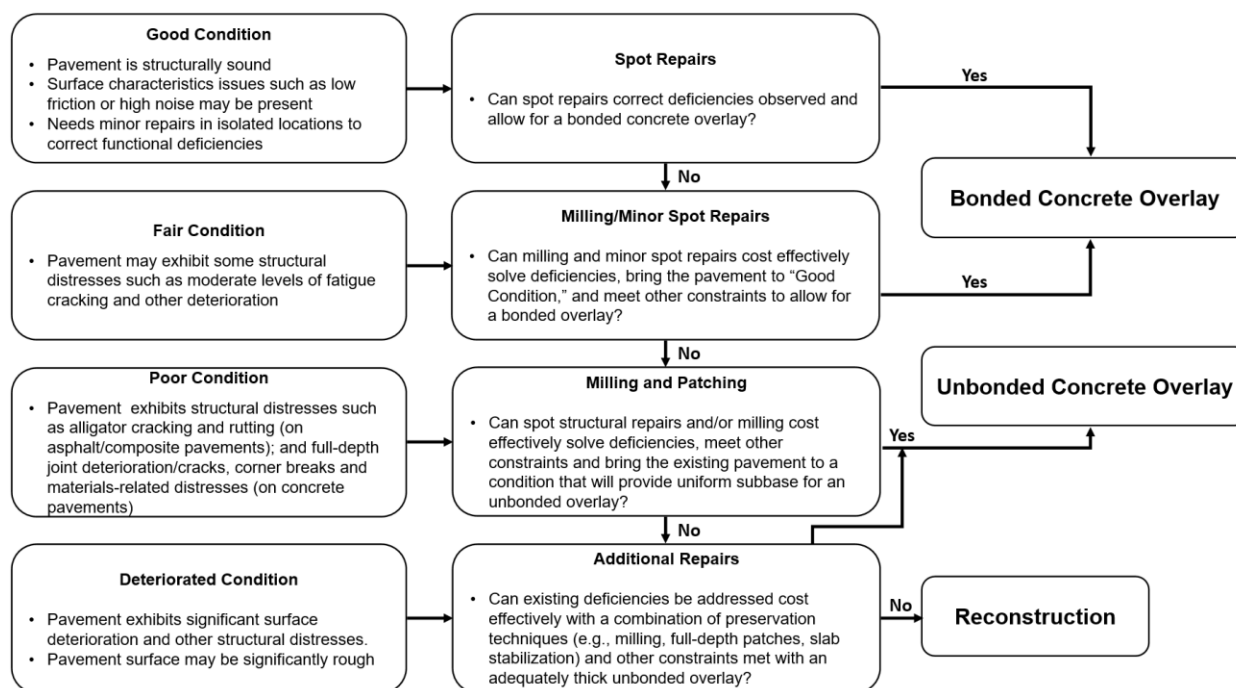 Good Condition
• Pavement is structurally sound
• Surface characteristics issues such as low
friction or high noise may be present
• Needs minor repairs in isolated locations to
correct functional deficiencies
Spot Repairs
• Can spot repairs correct deficiencies observed and
allow for a bonded concrete overlay?
Yes
No
Bonded Concrete Overlay
Fair Condition
• Pavement may exhibit some structural
distresses such as moderate levels of fatigue
cracking and other deterioration
Milling/Minor Spot Repairs
• Can milling and minor spot repairs cost effectively
solve deficiencies, bring the pavement to “Good
Condition,” and meet other constraints to allow for
a bonded overlay?
Yes
No
Unbonded Concrete Overlay
Poor Condition
• Pavement exhibits structural distresses such
as alligator cracking and rutting (on
asphalt/composite pavements); and full-depth
joint deterioration/cracks, corner breaks and
materials-related distresses (on concrete
pavements)
Milling and Patching
• Can spot structural repairs and/or milling cost
effectively solve deficiencies, meet other
constraints and bring the existing pavement to a
condition that will provide uniform subbase for an
unbonded overlay?
Yes
No
Deteriorated Condition
• Pavement exhibits significant surface
deterioration and other structural distresses.
• Pavement surface may be significantly rough
Additional Repairs
• Can existing deficiencies be addressed cost
effectively with a combination of preservation
techniques (e.g., milling, full-depth patches, slab
stabilization) and other constraints met with an
adequately thick unbonded overlay?
No
Reconstruction